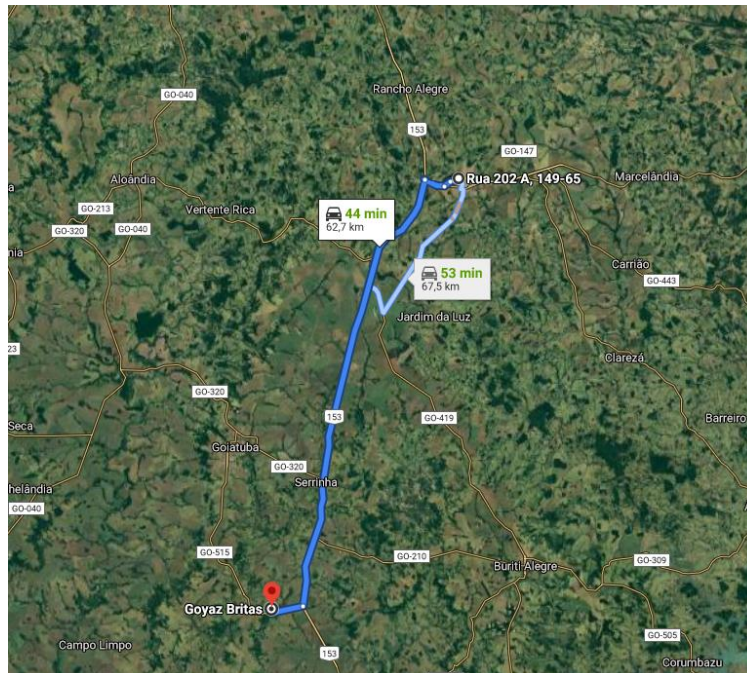 GO-040
Rancho Alegre
153
GO-147
Aloândia
Rua 202 A, 149-65
Marcelândia
GO-213
GO-040
Vertente Rica
44 min
62,7 km
GO-320
nia
53 min
67,5 km
Carrião
GO-443
Jardim da Luz
23
Clarezá
GO-320
153
GO-419
Barreiro
Seca
Goiatuba
GO-320
Serrinha
helândia
GO-040
GO-515
GO-210
Buriti Alegre
GO-309
Goyaz Britas
GO-505
Campo Limpo
153
Corumbazu